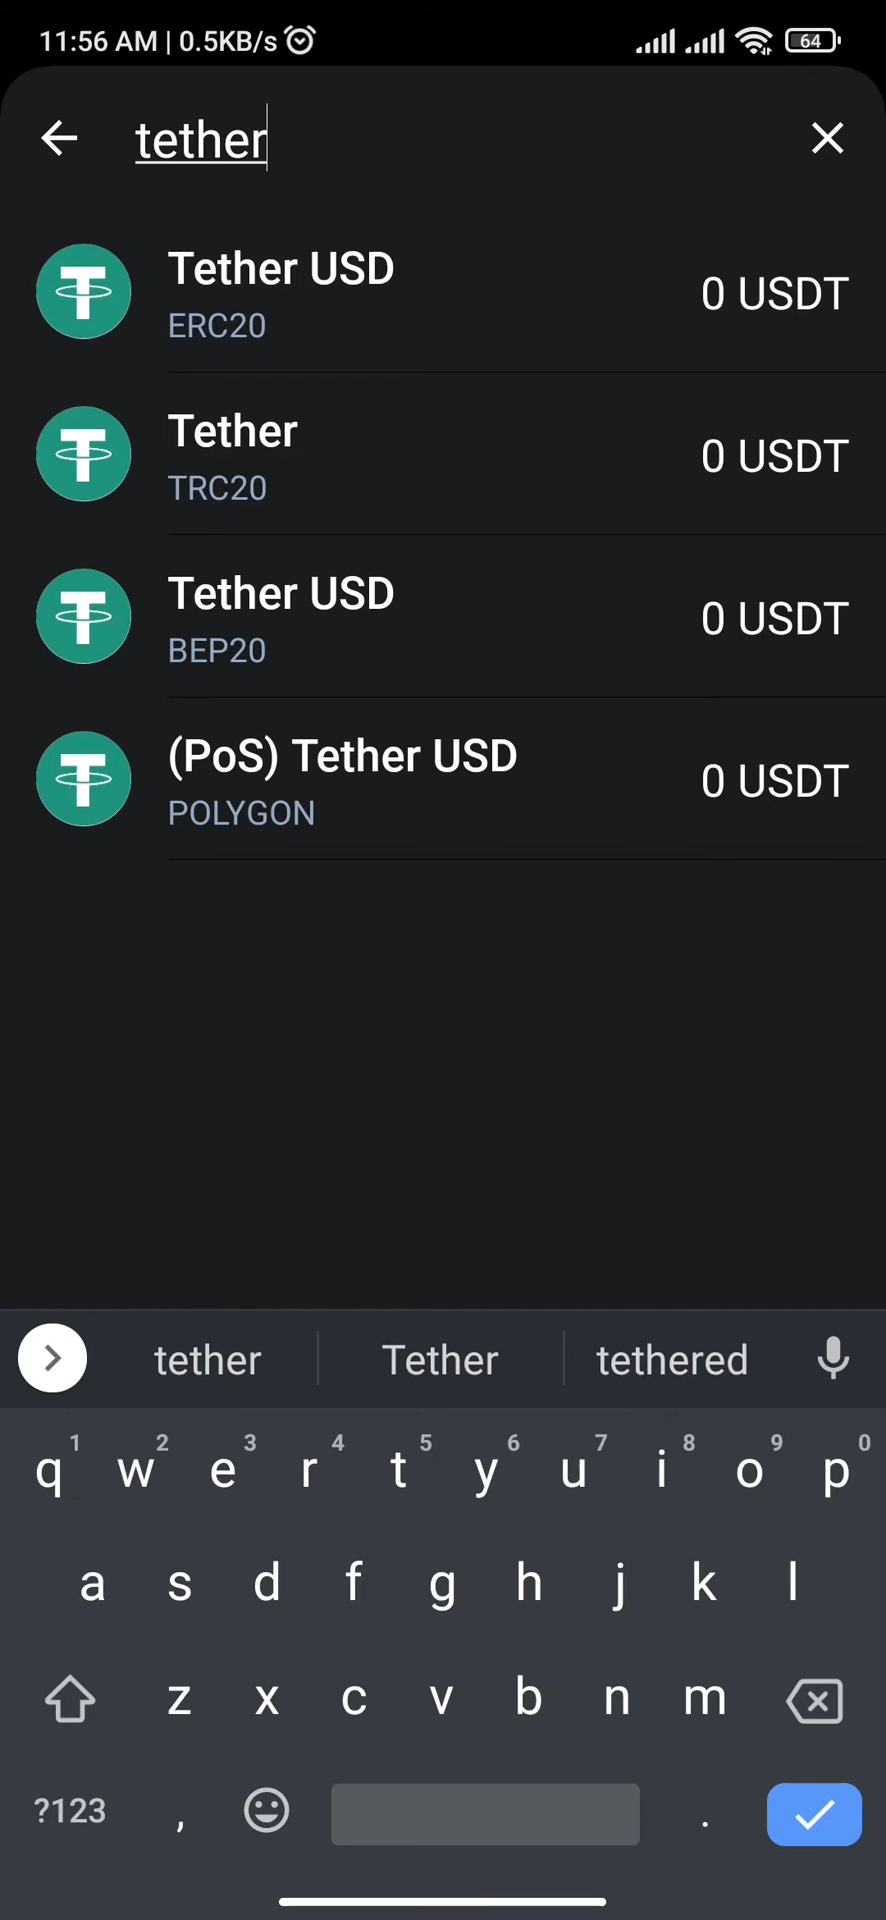 11:56 AM | 0.5KB/s 64
tether
Tether USD
ERC20
0 USDT
Tether
TRC20
0 USDT
Tether USD
BEP20
0 USDT
(PoS) Tether USD
POLYGON
0 USDT
tether Tether tethered
1 2 3 4 5 6 7 8 9 0
q w e r t y u i o p
a s d f g h j k l
z x c v b n m
?123 , .